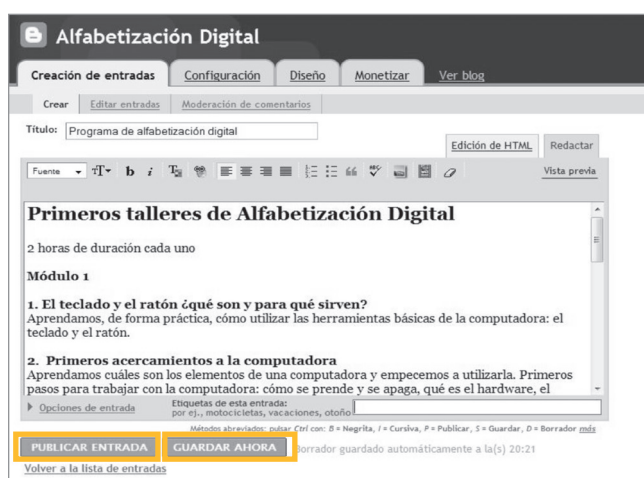 Alfabetización Digital
Creación de entradas Configuración Diseño Monetizar Ver blog
Crear Editar entradas Moderación de comentarios
Título: Programa de alfabetización digital
Edición de HTML Redactar
Fuente T b i ABC Vista previa
Primeros talleres de Alfabetización Digital
2 horas de duración cada uno
Módulo 1
1. El teclado y el ratón ¿qué son y para qué sirven?
Aprendamos, de forma práctica, cómo utilizar las herramientas básicas de la computadora: el
teclado y el ratón.
2. Primeros acercamientos a la computadora
Aprendamos cuáles son los elementos de una computadora y empecemos a utilizarla. Primeros
pasos para trabajar con la computadora: cómo se prende y se apaga, qué es el hardware, el
Opciones de entrada Etiquetas de esta entrada:
por ej., motocicletas, vacaciones, otoño
Métodos abreviados: pulsar Ctrl con: B = Negrita, I = Cursiva, P = Publicar, S = Guardar, D = Borrador más
PUBLICAR ENTRADA GUARDAR AHORA Borrador guardado automáticamente a la(s) 20:21
Volver a la lista de entradas